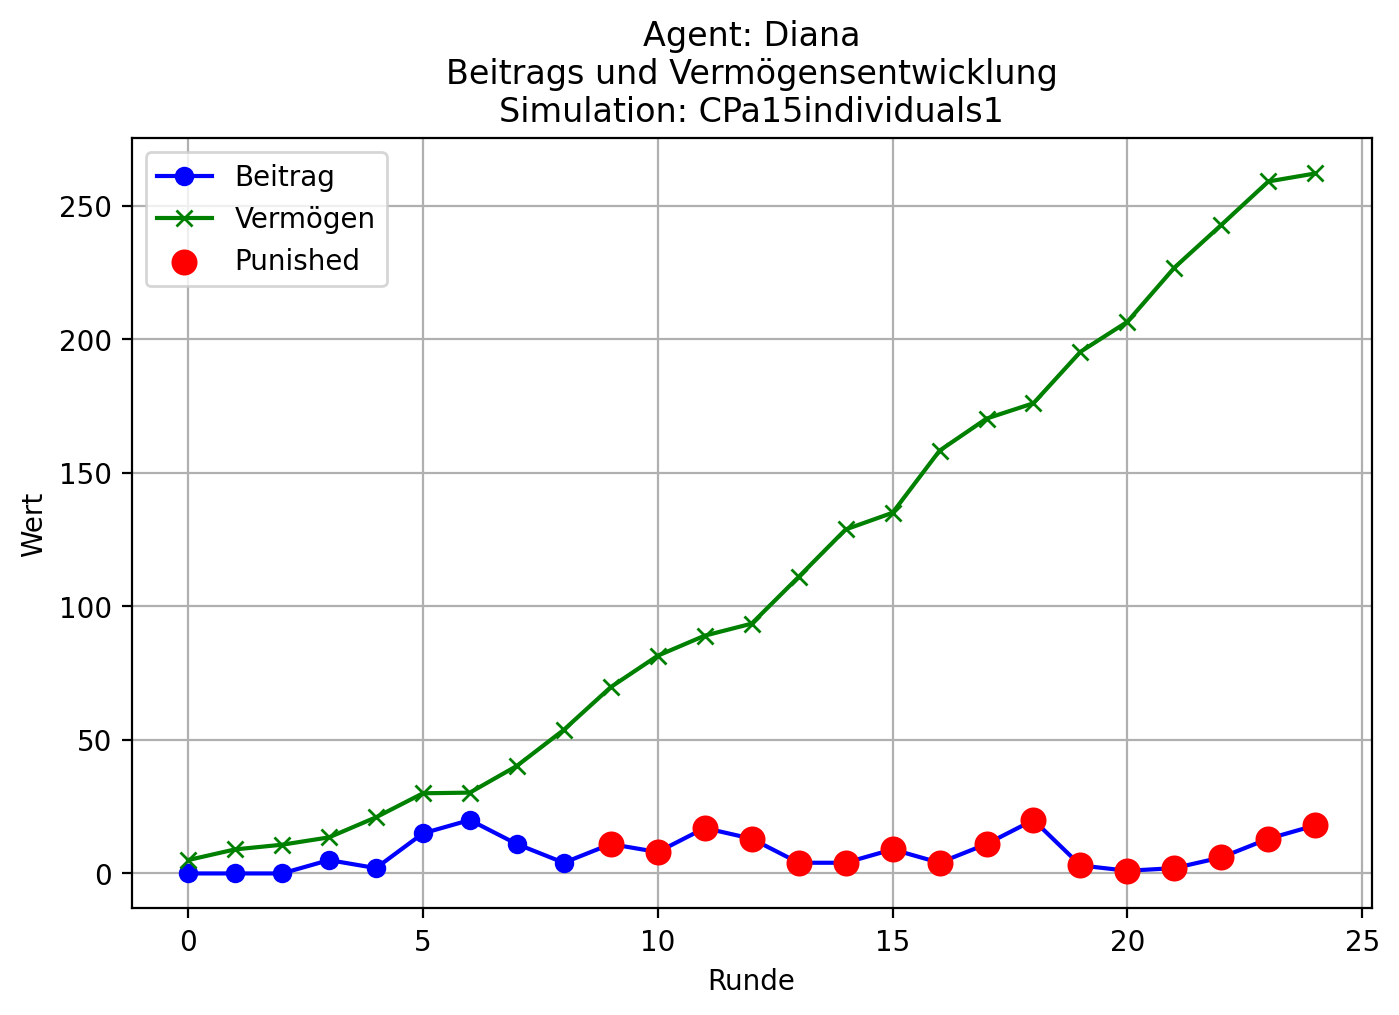 Agent: Diana
Beitrags und Vermögensentwicklung
Simulation: CPa15individuals1
Beitrag
Vermögen
Punished
250
200
150
100
50
0
Wert
0 5 10 15 20 25
Runde